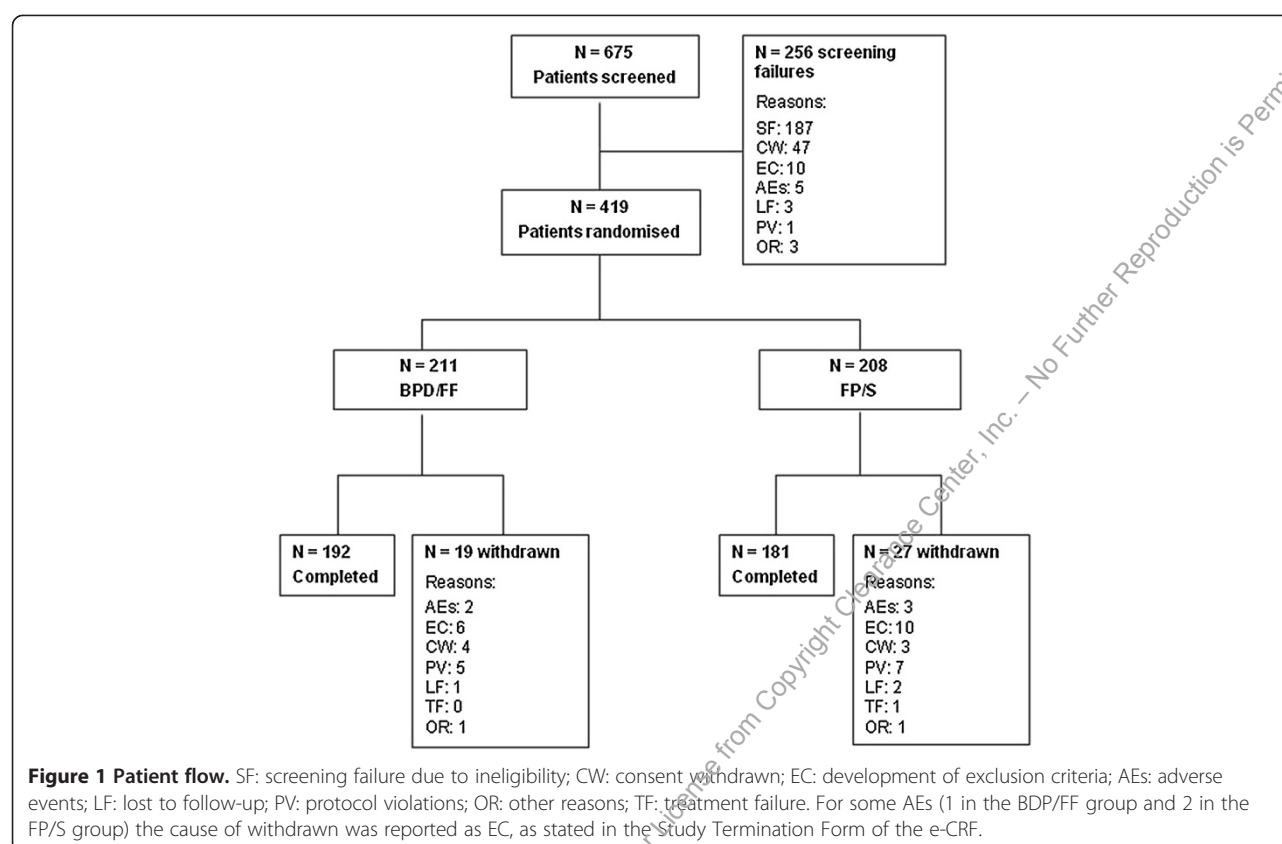 N = 675
Patients screened
N = 256 screening
failures
Reasons:
SF: 187
CW: 47
EC: 10
AEs: 5
LF: 3
PV: 1
OR: 3
N = 419
Patients randomised
N = 211
BPD/FF
N = 208
FP/S
N = 192
Completed
N = 19 withdrawn
Reasons:
AEs: 2
EC: 6
CW: 4
PV: 5
LF: 1
TF: 0
OR: 1
N = 181
Completed
N = 27 withdrawn
Reasons:
AEs: 3
EC: 10
CW: 3
PV: 7
LF: 2
TF: 1
OR: 1
Figure 1 Patient flow. SF: screening failure due to ineligibility; CW: consent withdrawn; EC: development of exclusion criteria; AEs: adverse
events; LF: lost to follow-up; PV: protocol violations; OR: other reasons; TF: treatment failure. For some AEs (1 in the BDP/FF group and 2 in the
FP/S group) the cause of withdrawn was reported as EC, as stated in the Study Termination Form of the e-CRF.
License from Copyright Clearance Center, Inc. – No Further Reproduction is